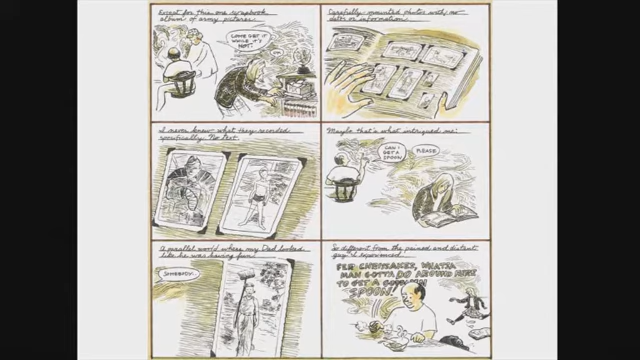 Except for this one scrapbook
album of army pictures.
COME GET IT
WHILE IT'S
HOT!
Carefully mounted photos with no
dates or information.
I never knew what they recorded
specifically. No text.
Maybe that's what intrigued me:
CAN I
GET A
SPOON
PLEASE
A parallel world where my Dad looked
like he was having fun.
SOMEBODY
So different from the pained and distant
guy I experienced.
FER CHRISSAKES, WHATZA
MAN GOTTA DO AROUND HERE
TO GET A
SPOON!